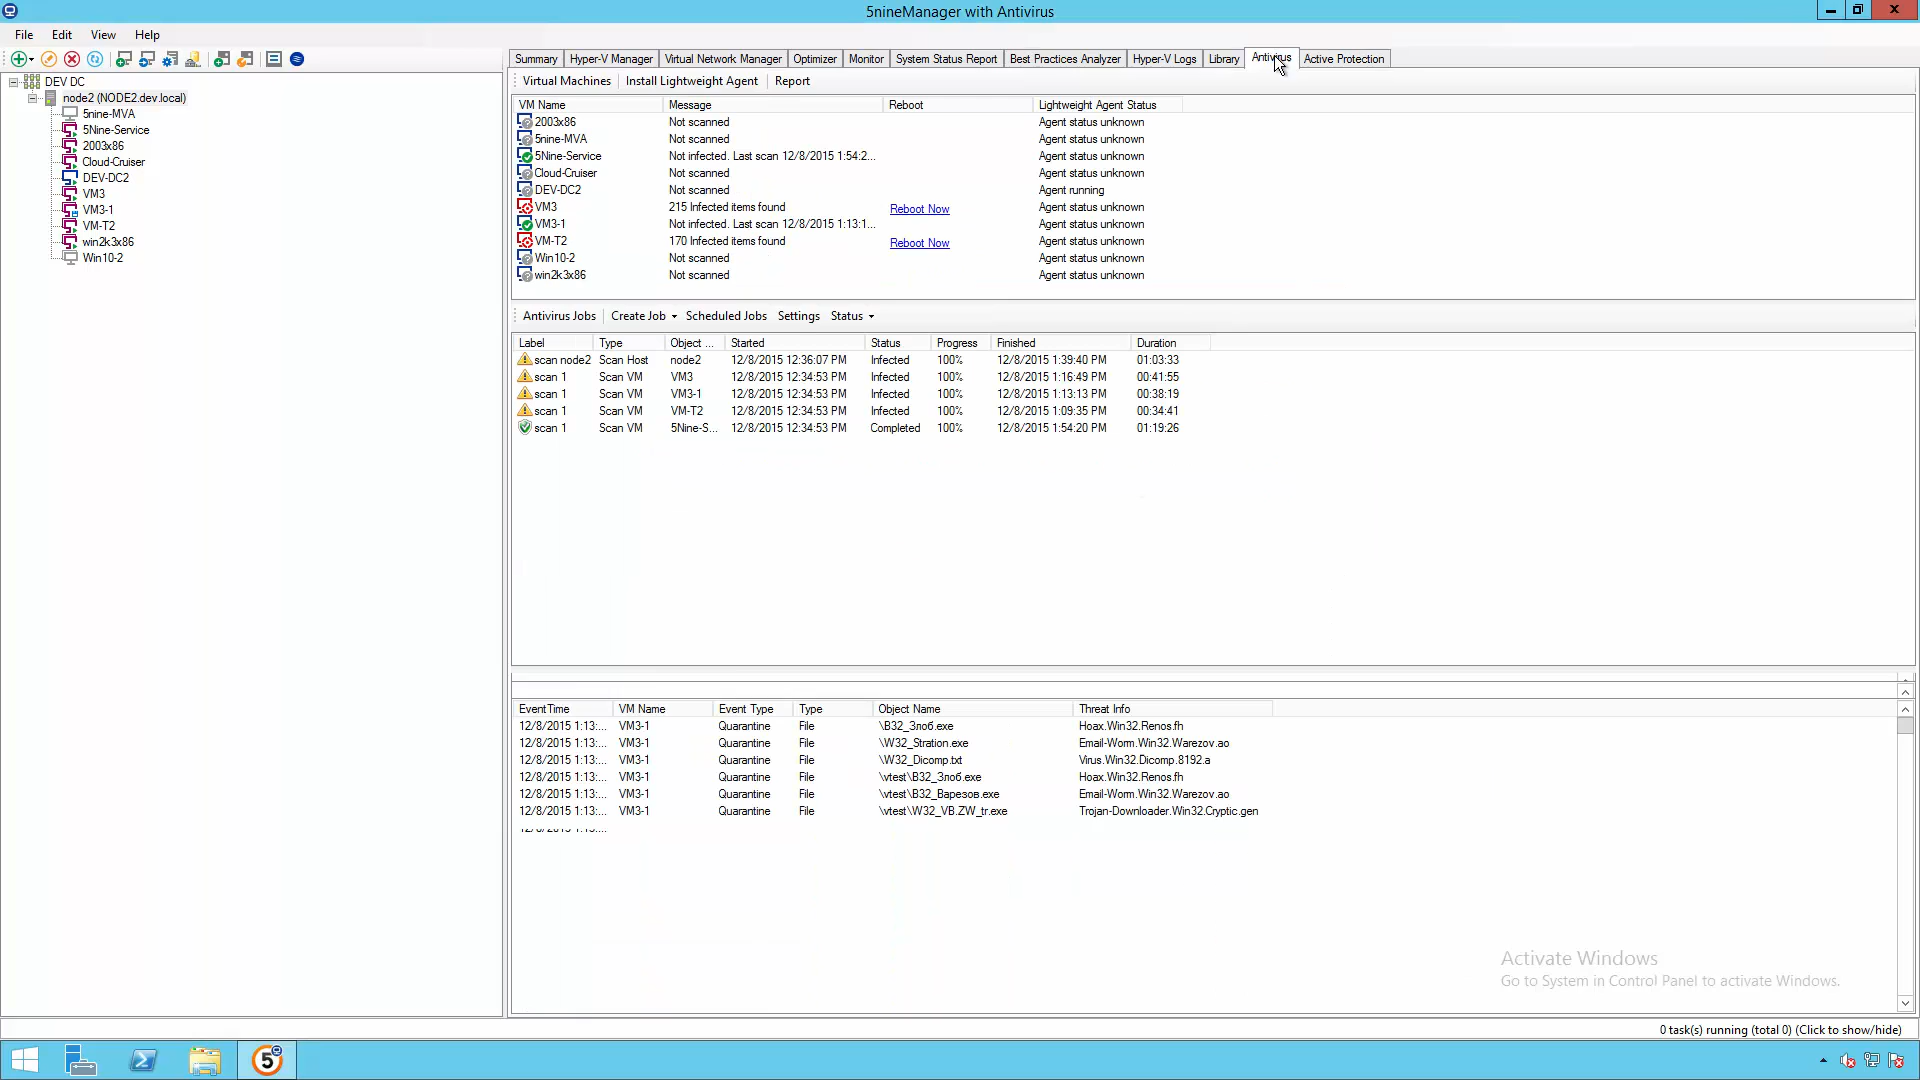 5nineManager with Antivirus
File Edit View Help
Summary Hyper-V Manager Virtual Network Manager Optimizer Monitor System Status Report Best Practices Analyzer Hyper-V Logs Library Antivirus Active Protection
DEV DC
node2 (NODE2.dev.local)
5nine-MVA
5Nine-Service
2003x86
Cloud-Cruiser
DEV-DC2
VM3
VM3-1
VM-T2
win2k3x86
Win10-2
Virtual Machines Install Lightweight Agent Report
VM Name Message Reboot Lightweight Agent Status
2003x86 Not scanned Agent status unknown
5nine-MVA Not scanned Agent status unknown
5Nine-Service Not infected. Last scan 12/8/2015 1:54:2... Agent status unknown
Cloud-Cruiser Not scanned Agent status unknown
DEV-DC2 Not scanned Agent running
VM3 215 Infected items found Reboot Now Agent status unknown
VM3-1 Not infected. Last scan 12/8/2015 1:13:1... Agent status unknown
VM-T2 170 Infected items found Reboot Now Agent status unknown
Win10-2 Not scanned Agent status unknown
win2k3x86 Not scanned Agent status unknown
Antivirus Jobs Create Job Scheduled Jobs Settings Status
Label Type Object ... Started Status Progress Finished Duration
scan node2 Scan Host node2 12/8/2015 12:36:07 PM Infected 100% 12/8/2015 1:39:40 PM 01:03:33
scan 1 Scan VM VM3 12/8/2015 12:34:53 PM Infected 100% 12/8/2015 1:16:49 PM 00:41:55
scan 1 Scan VM VM3-1 12/8/2015 12:34:53 PM Infected 100% 12/8/2015 1:13:13 PM 00:38:19
scan 1 Scan VM VM-T2 12/8/2015 12:34:53 PM Infected 100% 12/8/2015 1:09:35 PM 00:34:41
scan 1 Scan VM 5Nine-S... 12/8/2015 12:34:53 PM Completed 100% 12/8/2015 1:54:20 PM 01:19:26
EventTime VM Name Event Type Type Object Name Threat Info
12/8/2015 1:13:... VM3-1 Quarantine File \B32_Злоб.exe Hoax.Win32.Renos.fh
12/8/2015 1:13:... VM3-1 Quarantine File \W32_Stration.exe Email-Worm.Win32.Warezov.ao
12/8/2015 1:13:... VM3-1 Quarantine File \W32_Dicomp.txt Virus.Win32.Dicomp.8192.a
12/8/2015 1:13:... VM3-1 Quarantine File \vtest\B32_Злоб.exe Hoax.Win32.Renos.fh
12/8/2015 1:13:... VM3-1 Quarantine File \vtest\B32_Варезов.exe Email-Worm.Win32.Warezov.ao
12/8/2015 1:13:... VM3-1 Quarantine File \vtest\W32_VB.ZW_tr.exe Trojan-Downloader.Win32.Cryptic.gen
Activate Windows
Go to System in Control Panel to activate Windows.
0 task(s) running (total 0) (Click to show/hide)
5